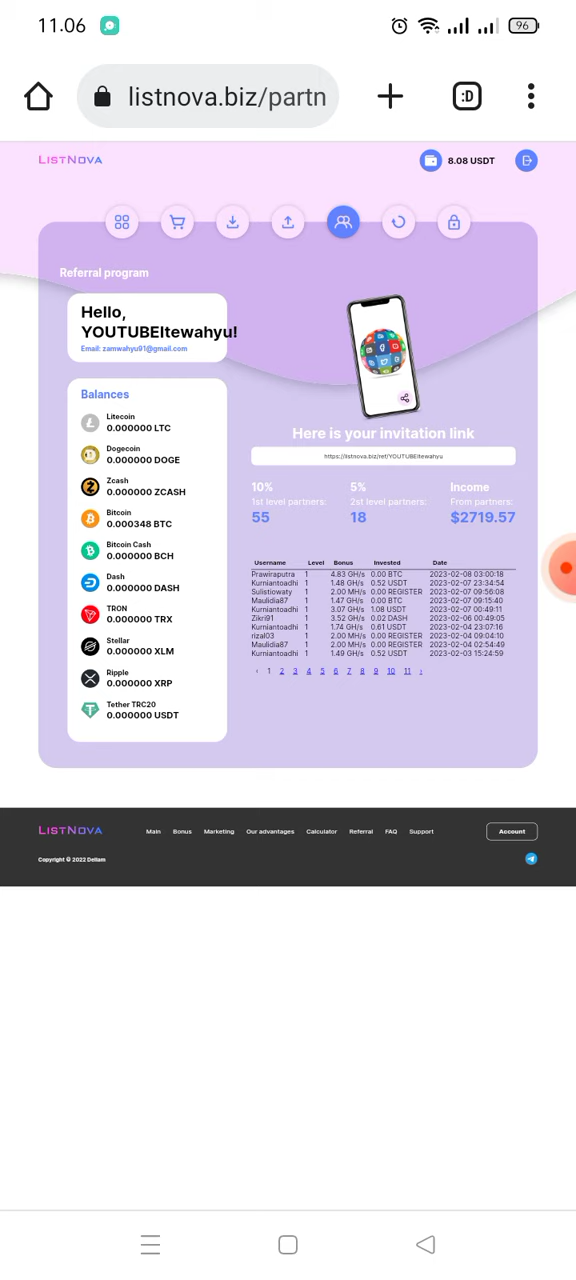 11.06
96
listnova.biz/partn
:D
LISTNOVA
8.08 USDT
Referral program
Hello,
YOUTUBEltewahyu!
Email: zamwahyu91@gmail.com
Balances
Litecoin
0.000000 LTC
Dogecoin
0.000000 DOGE
Zcash
0.000000 ZCASH
Bitcoin
0.000348 BTC
Bitcoin Cash
0.000000 BCH
Dash
0.000000 DASH
TRON
0.000000 TRX
Stellar
0.000000 XLM
Ripple
0.000000 XRP
Tether TRC20
0.000000 USDT
Here is your invitation link
https://listnova.biz/ref/YOUTUBEltewahyu
10% 5% Income
1st level partners: 2st level partners: From partners:
55 18 $2719.57
Username Level Bonus Invested Date
Prawiraputra 1 4.83 GH/s 0.00 BTC 2023-02-08 03:00:18
Kurniantoadhi 1 1.48 GH/s 0.52 USDT 2023-02-07 23:34:54
Sulistiowaty 1 2.00 MH/s 0.00 REGISTER 2023-02-07 09:56:08
Maulidia87 1 1.47 GH/s 0.00 BTC 2023-02-07 09:15:40
Kurniantoadhi 1 3.07 GH/s 1.08 USDT 2023-02-07 00:49:11
Zikri91 1 3.52 GH/s 0.02 DASH 2023-02-06 00:49:05
Kurniantoadhi 1 1.74 GH/s 0.61 USDT 2023-02-04 23:07:16
rizal03 1 2.00 MH/s 0.00 REGISTER 2023-02-04 09:04:10
Maulidia87 1 2.00 MH/s 0.00 REGISTER 2023-02-04 02:54:49
Kurniantoadhi 1 1.49 GH/s 0.52 USDT 2023-02-03 15:24:59
‹ 1 2 3 4 5 6 7 8 9 10 11 ›
LISTNOVA
Main Bonus Marketing Our advantages Calculator Referral FAQ Support
Account
Copyright © 2022 Dellam